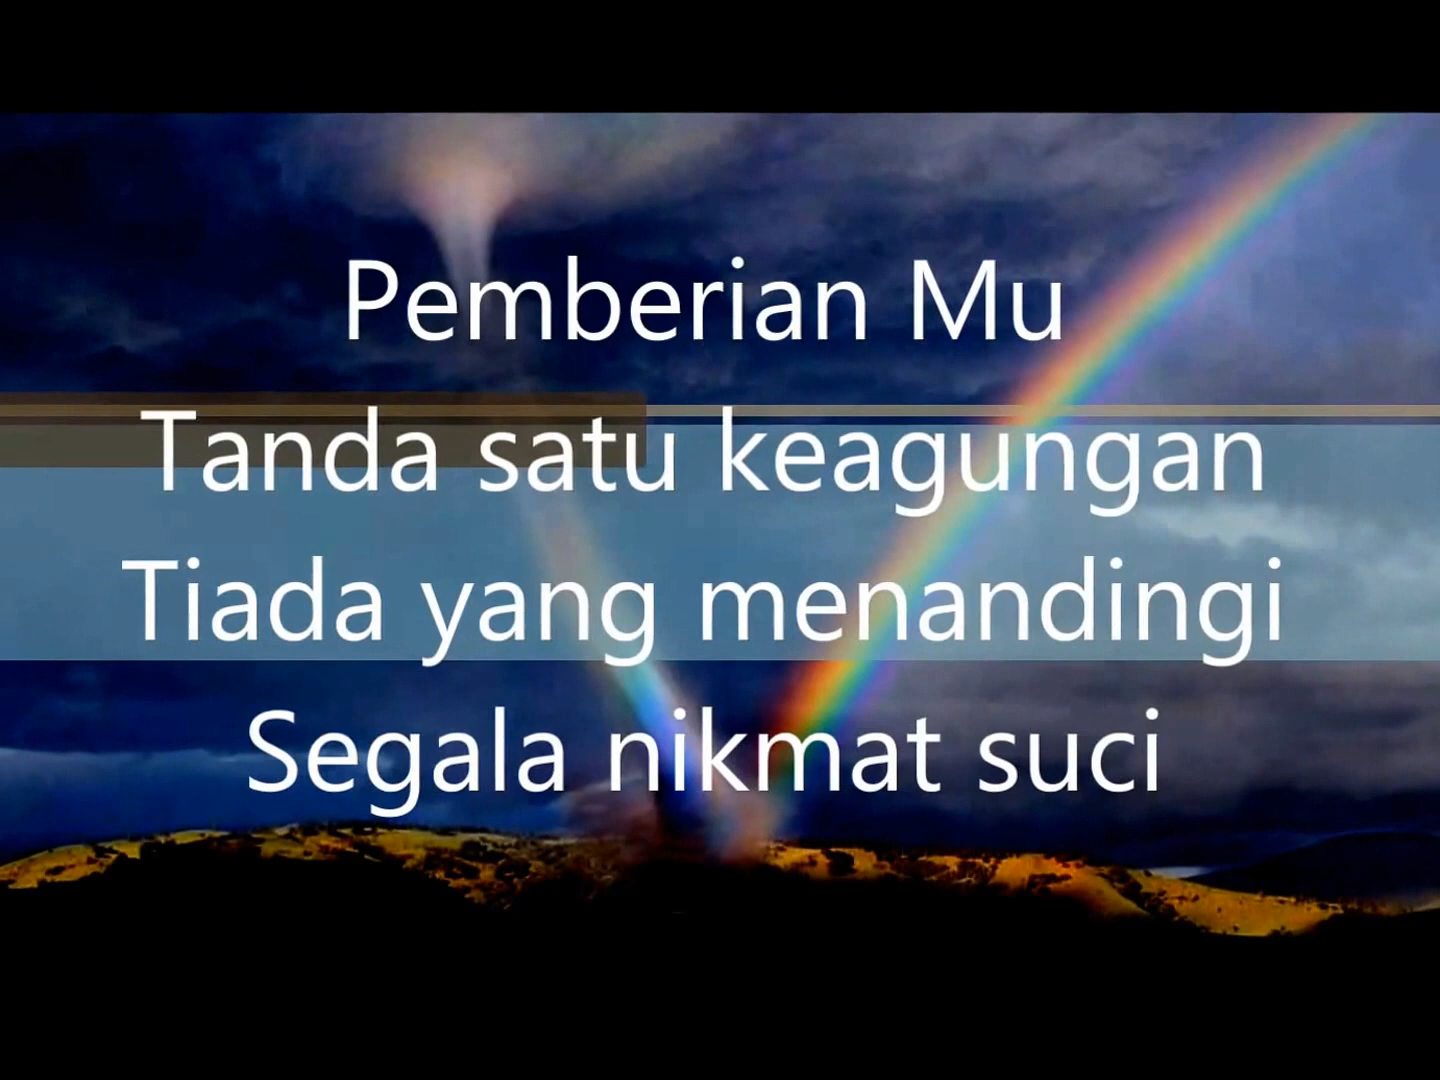 Pemberian Mu
Tanda satu keagungan
Tiada yang menandingi
Segala nikmat suci